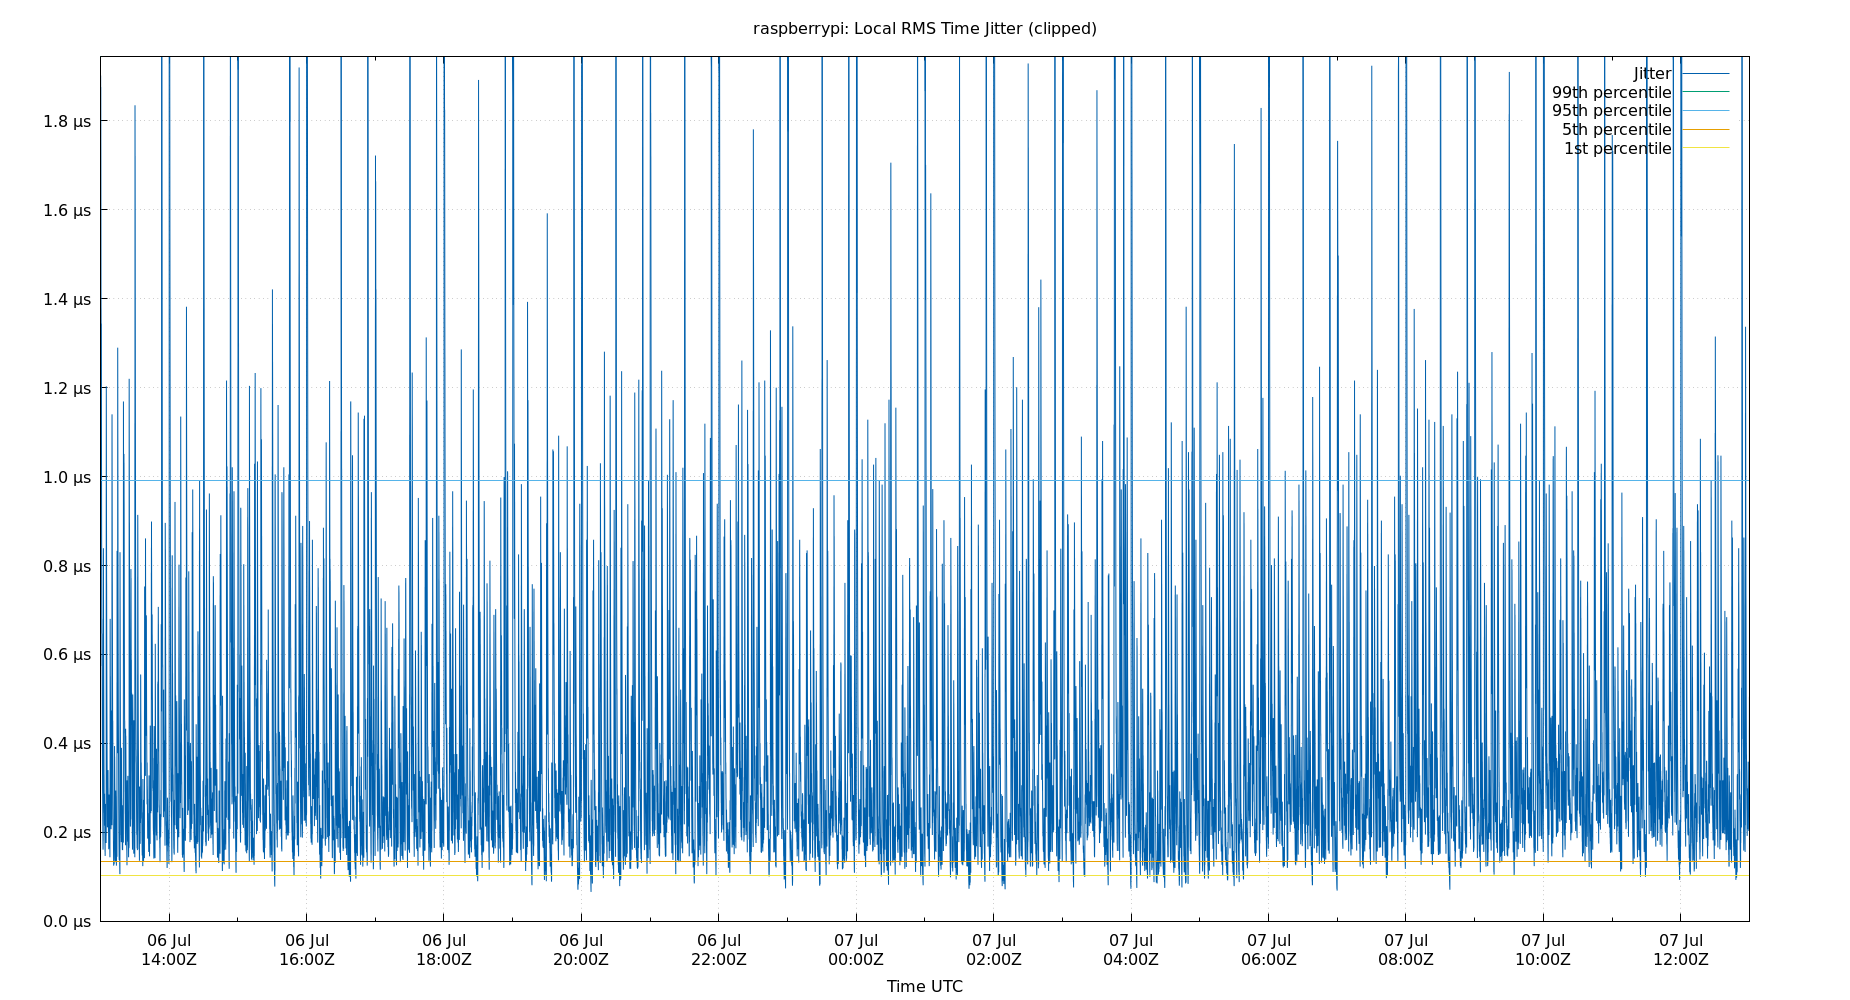 raspberrypi: Local RMS Time Jitter (clipped)
Jitter
99th percentile
95th percentile
5th percentile
1st percentile
1.8 µs
1.6 µs
1.4 µs
1.2 µs
1.0 µs
0.8 µs
0.6 µs
0.4 µs
0.2 µs
0.0 µs
06 Jul 06 Jul 06 Jul 06 Jul 06 Jul 07 Jul 07 Jul 07 Jul 07 Jul 07 Jul 07 Jul 07 Jul
14:00Z 16:00Z 18:00Z 20:00Z 22:00Z 00:00Z 02:00Z 04:00Z 06:00Z 08:00Z 10:00Z 12:00Z
Time UTC